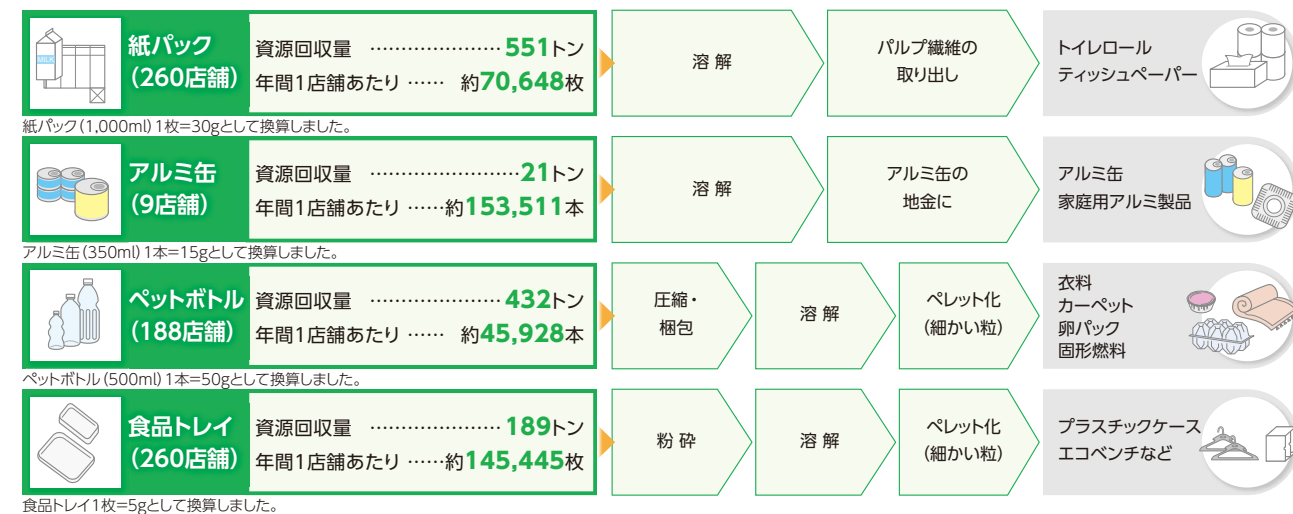 MILK
紙パック
(260店舗)
資源回収量 …………………551トン
年間1店舗あたり …… 約70,648枚
溶解
パルプ繊維の
取り出し
トイレロール
ティッシュペーパー
紙パック(1,000ml)1枚=30gとして換算しました。
アルミ缶
(9店舗)
資源回収量 ……………………21トン
年間1店舗あたり ……約153,511本
溶解
アルミ缶の
地金に
アルミ缶
家庭用アルミ製品
アルミ缶(350ml)1本=15gとして換算しました。
ペットボトル
(188店舗)
資源回収量 …………………432トン
年間1店舗あたり …… 約45,928本
圧縮・
梱包
溶解
ペレット化
(細かい粒)
衣料
カーペット
卵パック
固形燃料
ペットボトル(500ml)1本=50gとして換算しました。
食品トレイ
(260店舗)
資源回収量 …………………189トン
年間1店舗あたり ……約145,445枚
粉砕
溶解
ペレット化
(細かい粒)
プラスチックケース
エコベンチなど
食品トレイ1枚=5gとして換算しました。